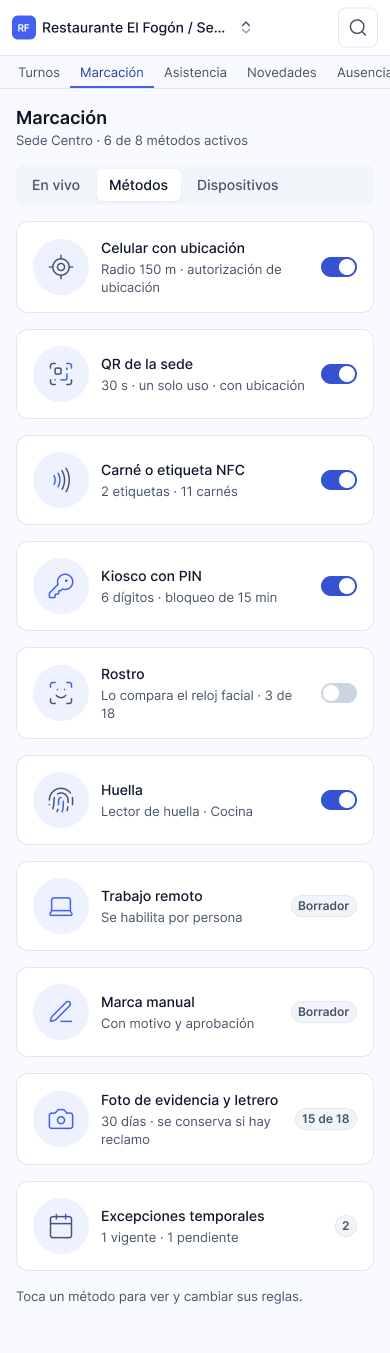 RF Restaurante El Fogón / Se...
Turnos Marcación Asistencia Novedades Ausencia
Marcación
Sede Centro · 6 de 8 métodos activos
En vivo Métodos Dispositivos
Celular con ubicación
Radio 150 m · autorización de
ubicación
QR de la sede
30 s · un solo uso · con ubicación
Carné o etiqueta NFC
2 etiquetas · 11 carnés
Kiosco con PIN
6 dígitos · bloqueo de 15 min
Rostro
Lo compara el reloj facial · 3 de
18
Huella
Lector de huella · Cocina
Trabajo remoto
Se habilita por persona
Borrador
Marca manual
Con motivo y aprobación
Borrador
Foto de evidencia y letrero
30 días · se conserva si hay
reclamo
15 de 18
Excepciones temporales
1 vigente · 1 pendiente
2
Toca un método para ver y cambiar sus reglas.